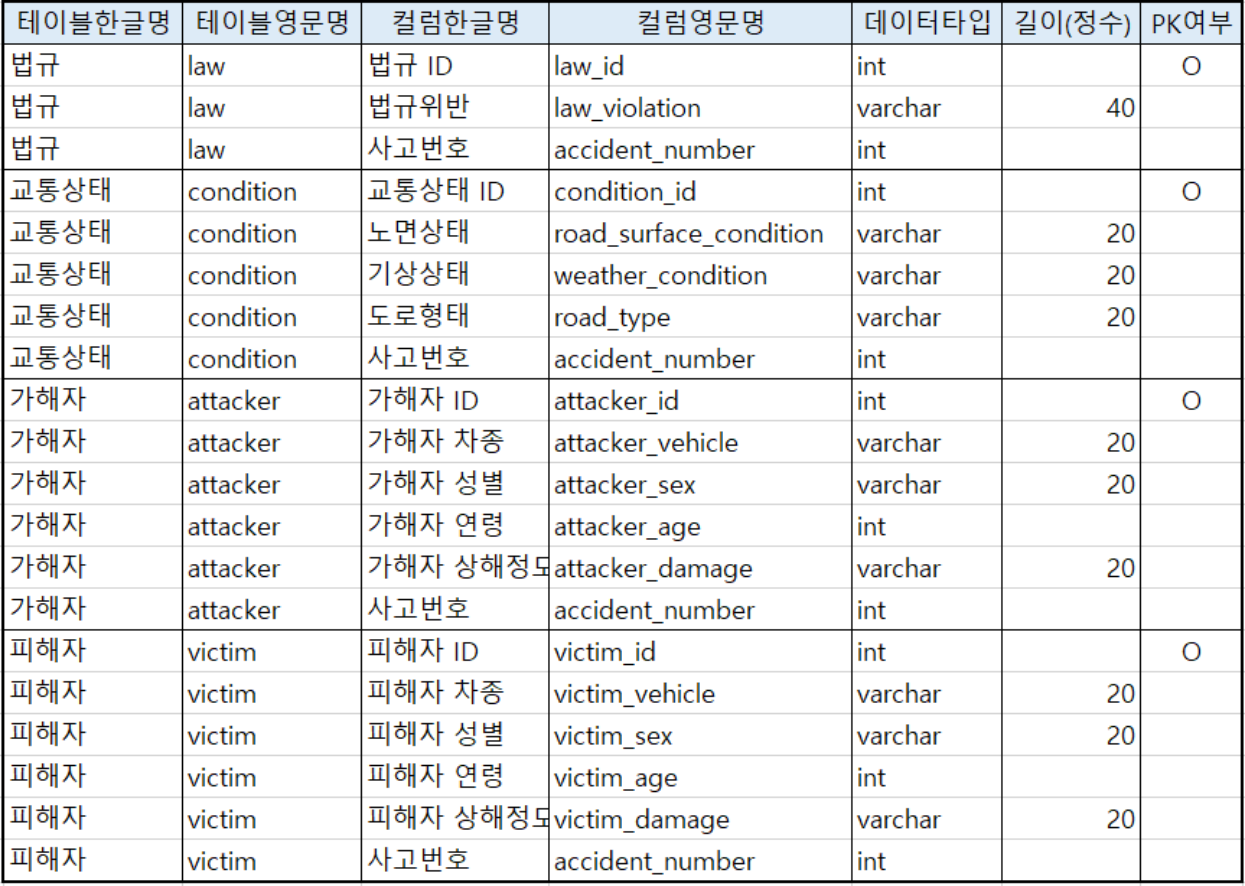 테이블한글명 테이블영문명 컬럼한글명 컬럼영문명 데이터타입 길이(정수) PK여부
법규 law 법규 ID law_id int O
법규 law 법규위반 law_violation varchar 40
법규 law 사고번호 accident_number int
교통상태 condition 교통상태 ID condition_id int O
교통상태 condition 노면상태 road_surface_condition varchar 20
교통상태 condition 기상상태 weather_condition varchar 20
교통상태 condition 도로형태 road_type varchar 20
교통상태 condition 사고번호 accident_number int
가해자 attacker 가해자 ID attacker_id int O
가해자 attacker 가해자 차종 attacker_vehicle varchar 20
가해자 attacker 가해자 성별 attacker_sex varchar 20
가해자 attacker 가해자 연령 attacker_age int
가해자 attacker 가해자 상해정도 attacker_damage varchar 20
가해자 attacker 사고번호 accident_number int
피해자 victim 피해자 ID victim_id int O
피해자 victim 피해자 차종 victim_vehicle varchar 20
피해자 victim 피해자 성별 victim_sex varchar 20
피해자 victim 피해자 연령 victim_age int
피해자 victim 피해자 상해정도 victim_damage varchar 20
피해자 victim 사고번호 accident_number int